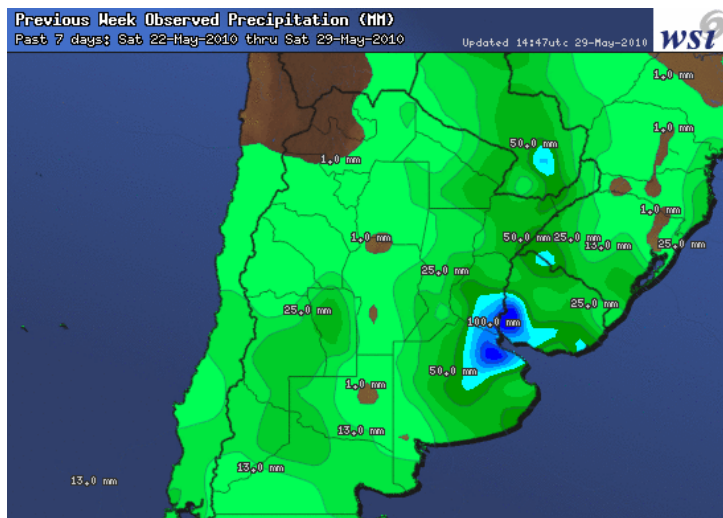 Previous Week Observed Precipitation (MM)
Past 7 days: Sat 22-May-2010 thru Sat 29-May-2010
Updated 14:47utc 29-May-2010
wsi
1.0 mm
1.0 mm
50.0 mm
1.0 mm
1.0 mm
1.0 mm
50.0 mm
25.0 mm
13.0 mm
25.0 mm
25.0 mm
25.0 mm
25.0 mm
100.0 mm
50.0 mm
1.0 mm
13.0 mm
13.0 mm
13.0 mm